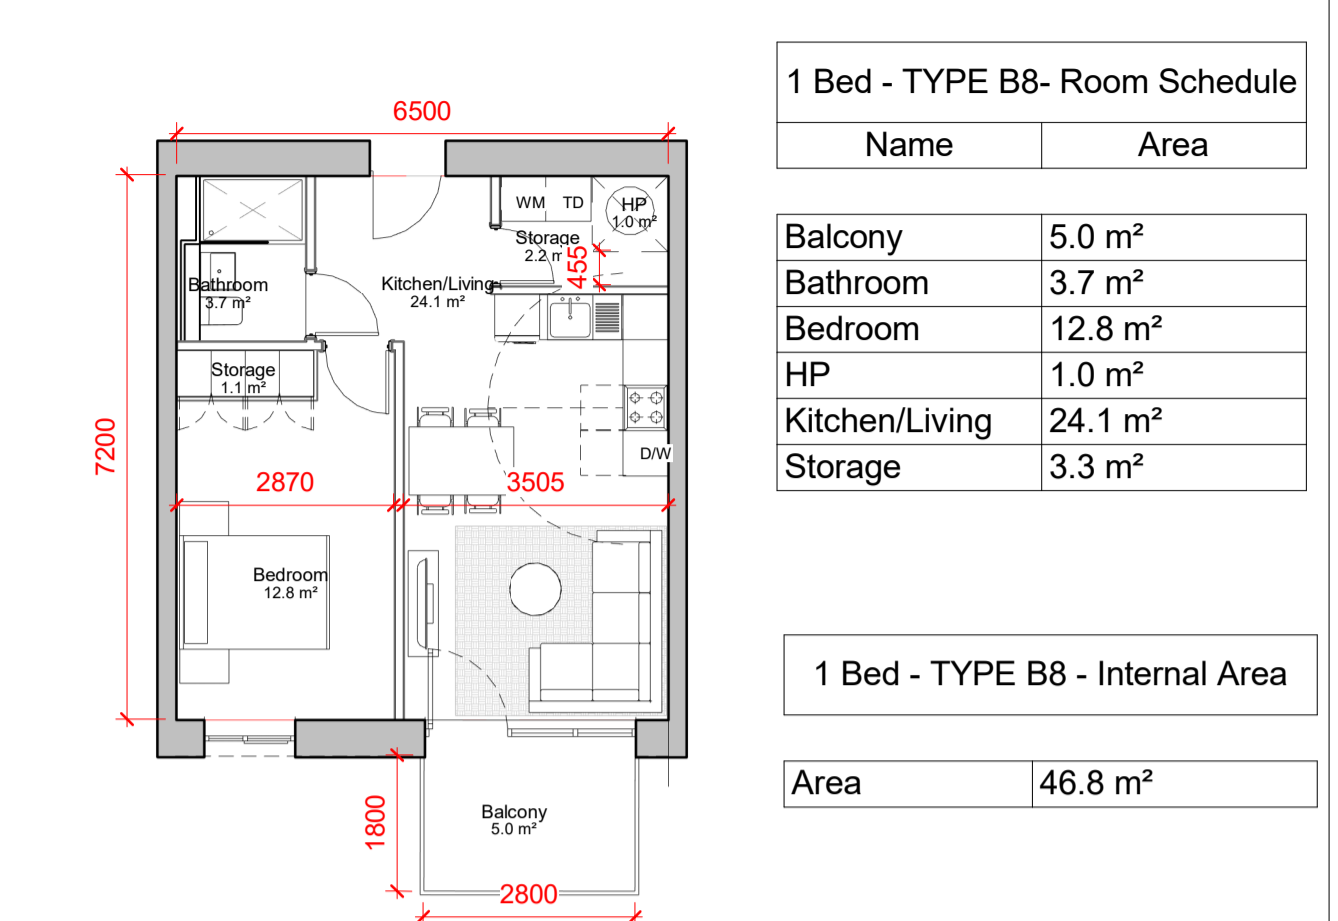 6500
7200
WM TD
HP
1.0 m²
Storage
2.2 m
455
Bathroom
3.7 m²
Kitchen/Living
24.1 m²
Storage
1.1 m²
D/W
2870
3505
Bedroom
12.8 m²
1800
Balcony
5.0 m²
2800
1 Bed - TYPE B8- Room Schedule
Name Area
Balcony 5.0 m²
Bathroom 3.7 m²
Bedroom 12.8 m²
HP 1.0 m²
Kitchen/Living 24.1 m²
Storage 3.3 m²
1 Bed - TYPE B8 - Internal Area
Area 46.8 m²